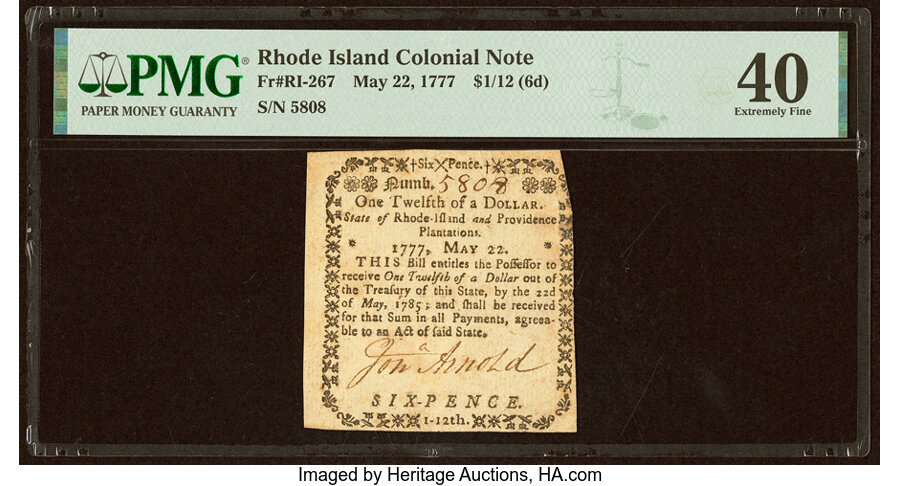 PMG®
PAPER MONEY GUARANTY
Rhode Island Colonial Note
Fr#RI-267 May 22, 1777 $1/12 (6d)
S/N 5808
40
Extremely Fine
†Six Pence.†
Numb. 5808
One Twelfth of a DOLLAR.
State of Rhode-Iſland and Providence
Plantations.
* 1777, MAY 22. *
THIS Bill entitles the Poſſeſſor to
receive One Twelfth of a Dollar out of
the Treaſury of this State, by the 22d
of May, 1785; and ſhall be received
for that Sum in all Payments, agreea-
ble to an Act of ſaid State.
Jonª Arnold
SIX-PENCE.
1-12th.
Imaged by Heritage Auctions, HA.com